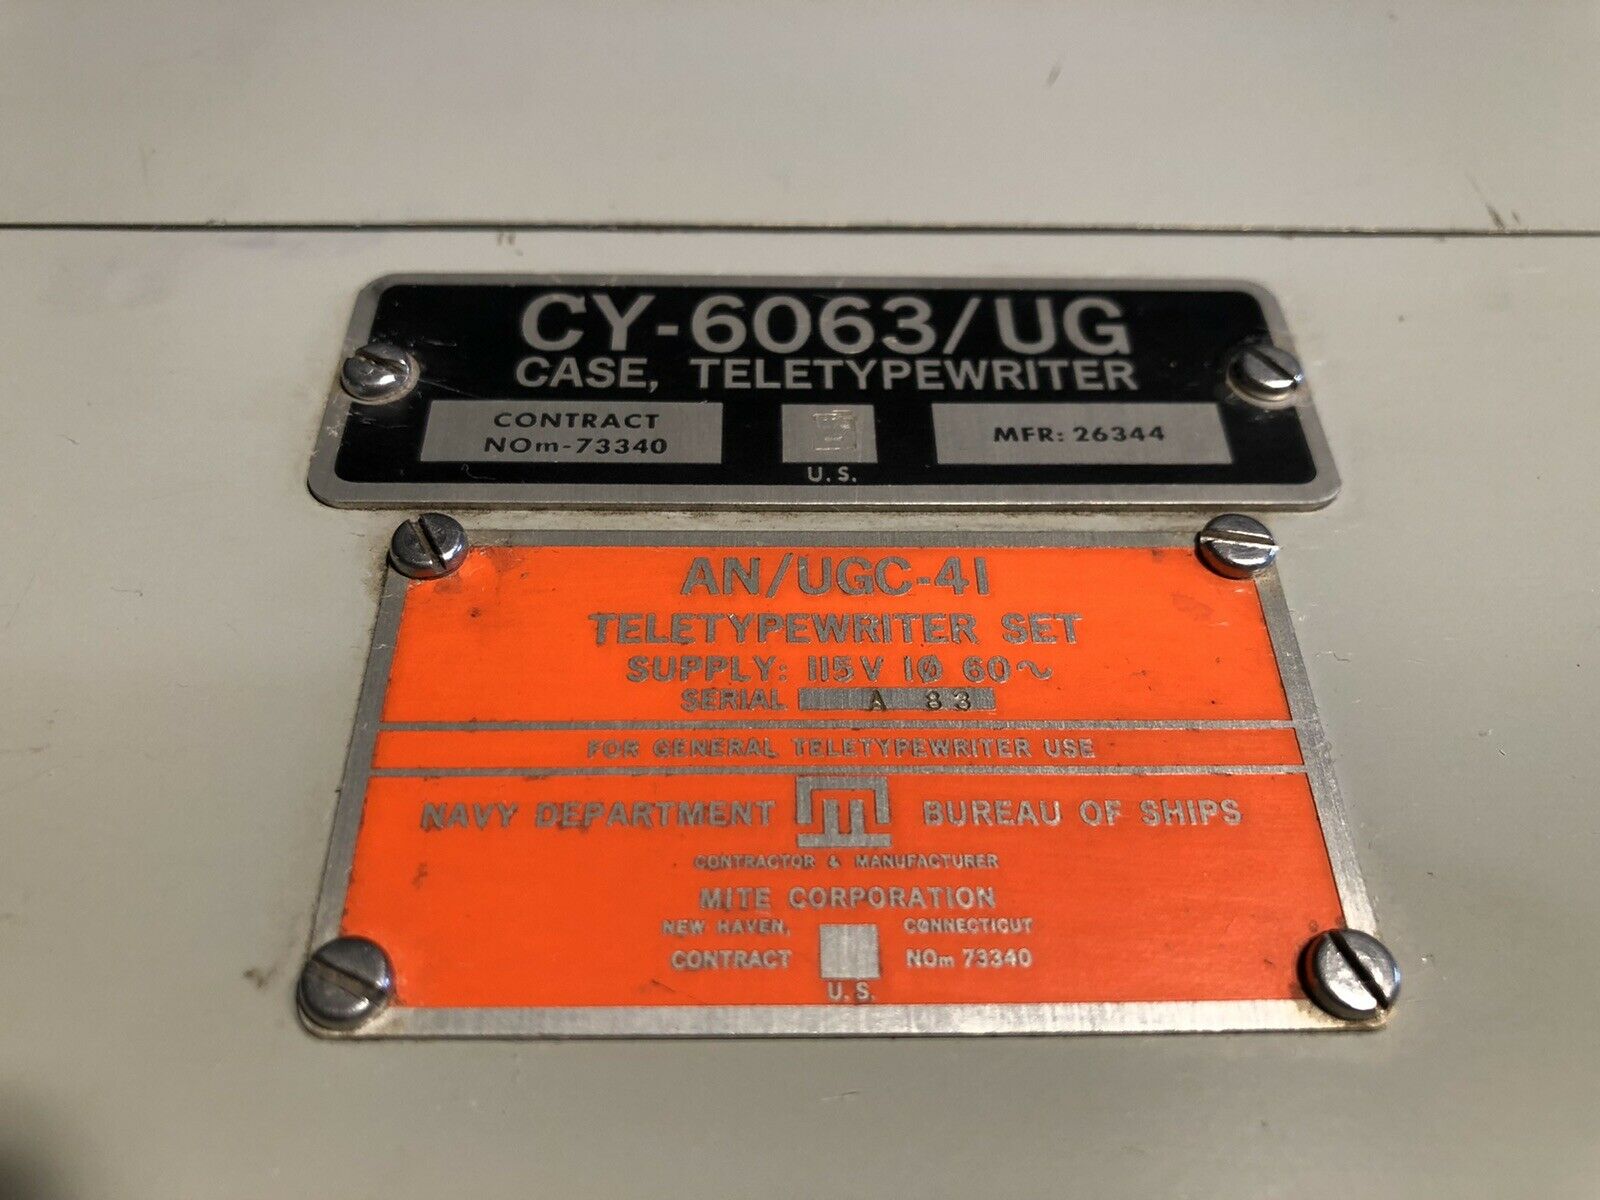 CY-6063/UG
CASE, TELETYPEWRITER
CONTRACT
NOm-73340
U.S.
MFR: 26344
AN/UGC-41
TELETYPEWRITER SET
SUPPLY: 115V 1Ø 60~
SERIAL A 83
FOR GENERAL TELETYPEWRITER USE
NAVY DEPARTMENT BUREAU OF SHIPS
CONTRACTOR & MANUFACTURER
MITE CORPORATION
NEW HAVEN, CONNECTICUT
CONTRACT NOm 73340
U.S.